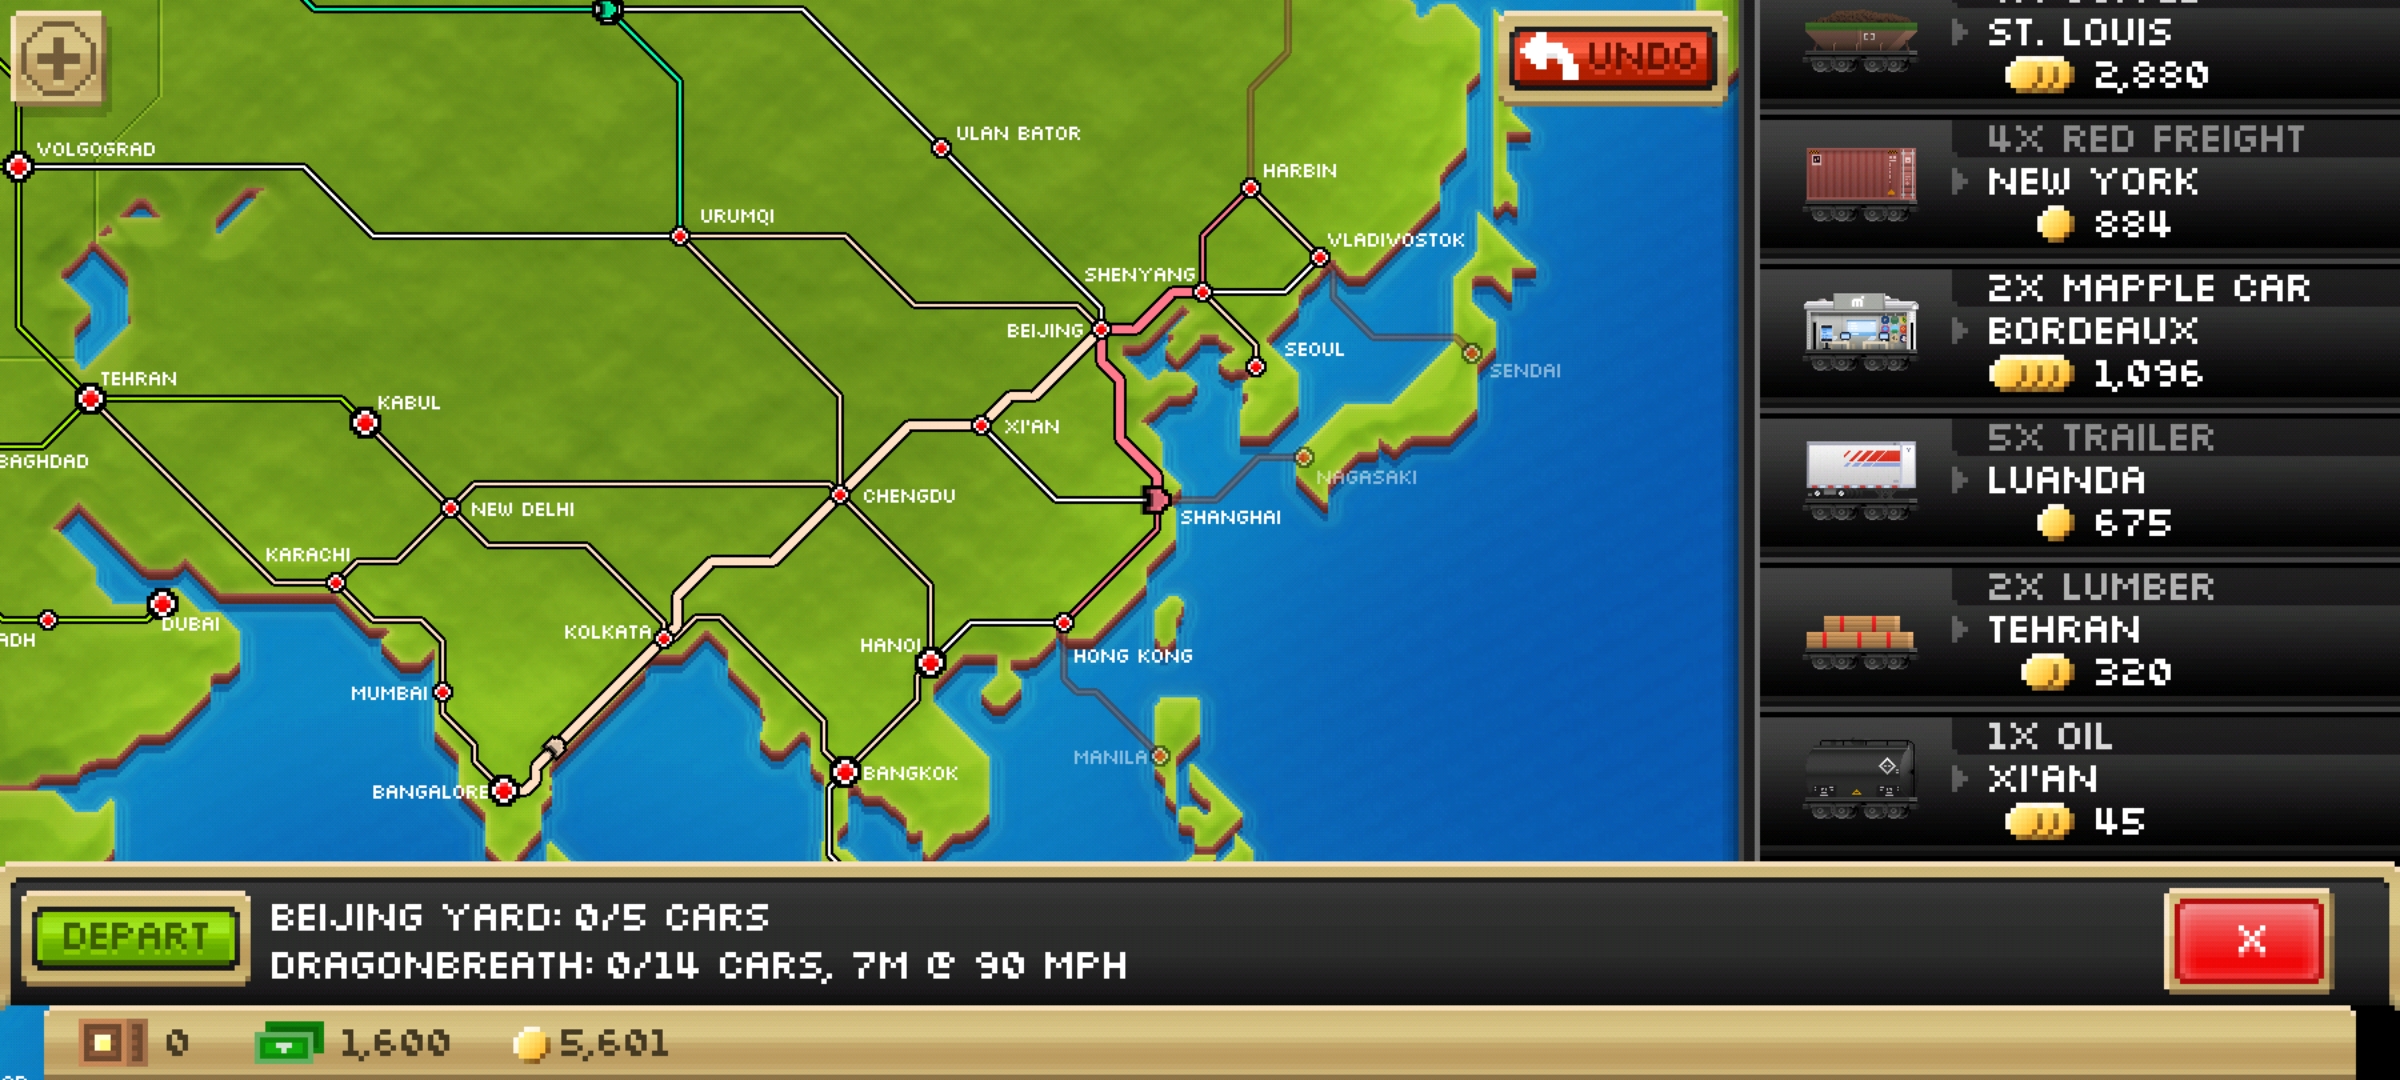 UNDO
ULAN BATOR
VOLGOGRAD
HARBIN
URUMQI
VLADIVOSTOK
SHENYANG
BEIJING
SEOUL
SENDAI
TEHRAN
KABUL
XI'AN
BAGHDAD
NAGASAKI
CHENGDU
NEW DELHI
SHANGHAI
KARACHI
DUBAI
ADH
KOLKATA
HANOI
HONG KONG
MUMBAI
MANILA
BANGKOK
BANGALORE
ST. LOUIS
2,880
4X RED FREIGHT
NEW YORK
884
2X MAPPLE CAR
BORDEAUX
1,096
5X TRAILER
LUANDA
675
2X LUMBER
TEHRAN
320
1X OIL
XI'AN
45
DEPART
BEIJING YARD: 0/5 CARS
DRAGONBREATH: 0/14 CARS, 7M @ 90 MPH
X
0
1,600
5,601